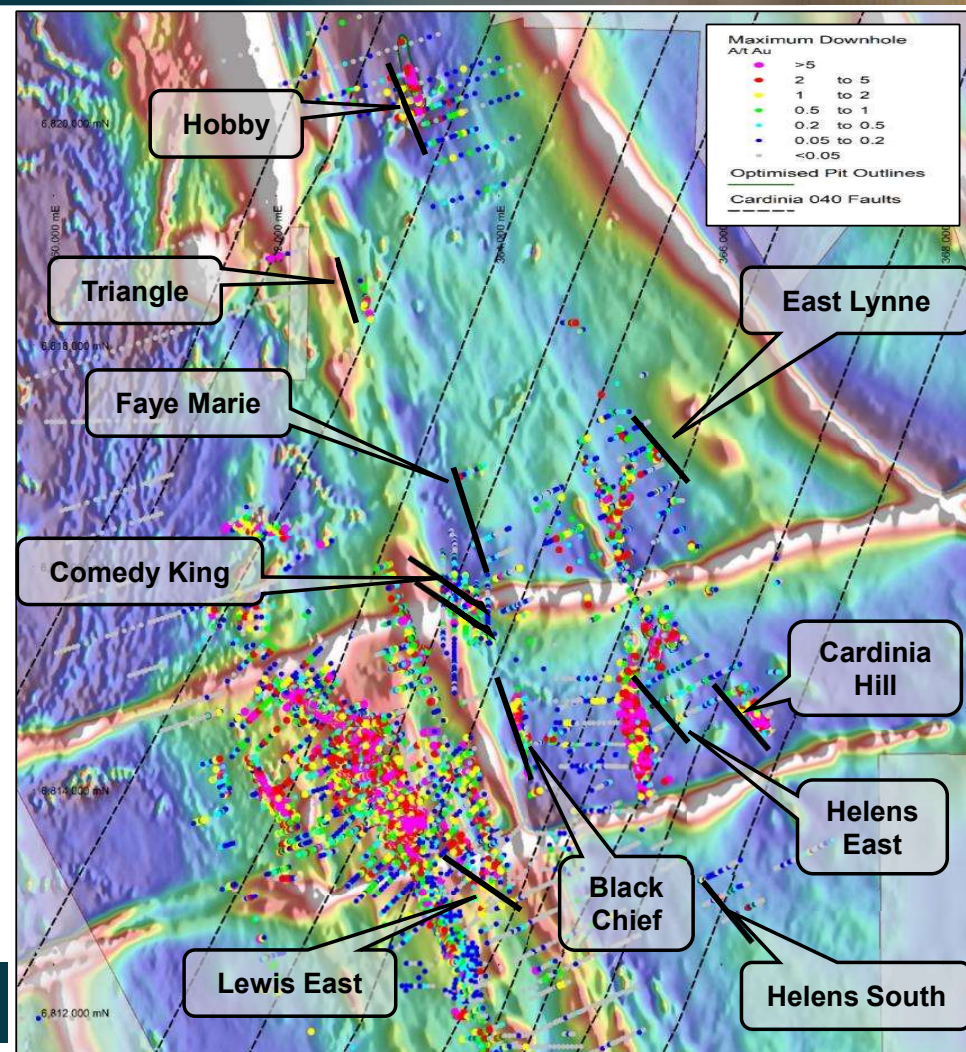 Maximum Downhole
A/t Au
>5
2 to 5
1 to 2
0.5 to 1
0.2 to 0.5
0.05 to 0.2
<0.05
Optimised Pit Outlines
Cardinia 040 Faults
Hobby
6,820,000 mN
364,000 mE
Triangle
East Lynne
6,818,000 mN
Faye Marie
Comedy King
Cardinia
Hill
6,814,000 mN
Helens
East
Black
Chief
Lewis East
Helens South
6,812,000 mN